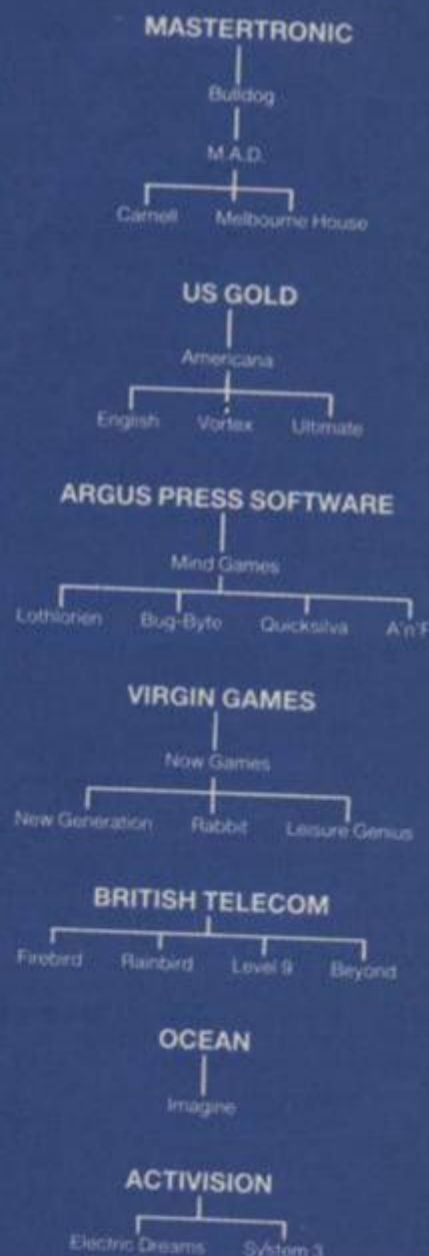 MASTERTRONIC
Bulldog
M.A.D.
Carnell Melbourne House
US GOLD
Americana
English Vortex Ultimate
ARGUS PRESS SOFTWARE
Mind Games
Lothlorien Bug-Byte Quicksilva A'n'F
VIRGIN GAMES
Now Games
New Generation Rabbit Leisure Genius
BRITISH TELECOM
Firebird Rainbird Level 9 Beyond
OCEAN
Imagine
ACTIVISION
Electric Dreams System 3